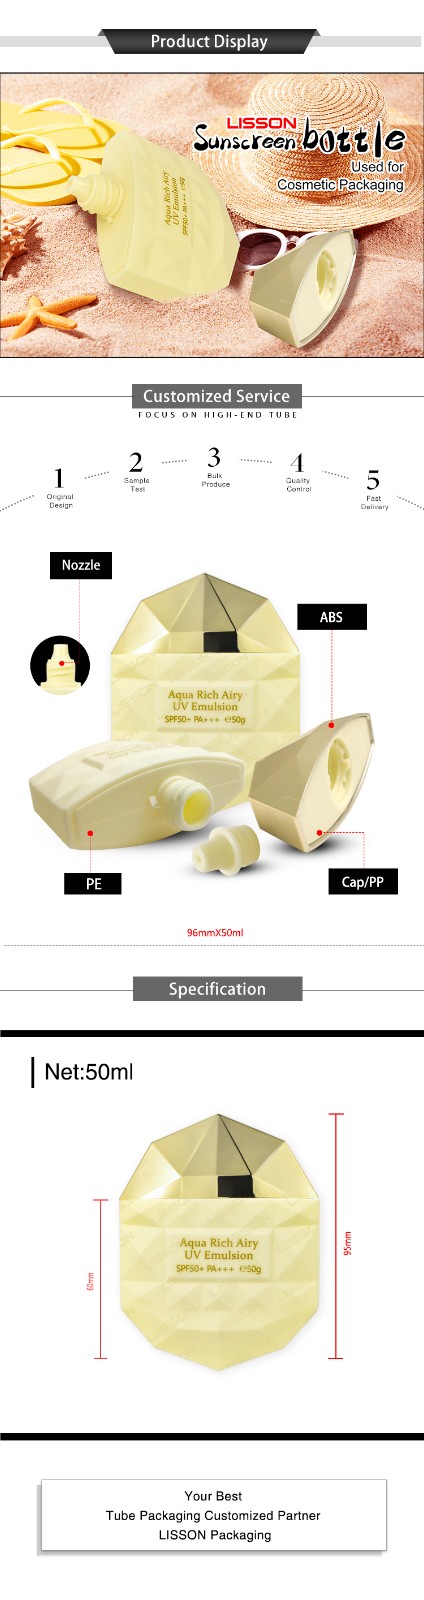 Product Display
LISSON
Sunscreen bottle
Used for
Cosmetic Packaging
Aqua Rich Airy
UV Emulsion
SPF50+ PA+++ ℮50g
Customized Service
FOCUS ON HIGH-END TUBE
1
Original
Design
2
Sample
Test
3
Bulk
Produce
4
Quality
Control
5
Fast
Delivery
Nozzle
ABS
Aqua Rich Airy
UV Emulsion
SPF50+ PA+++ ℮50g
PE
Cap/PP
96mmX50ml
Specification
Net:50ml
Aqua Rich Airy
UV Emulsion
SPF50+ PA+++ ℮50g
60mm
95mm
Your Best
Tube Packaging Customized Partner
LISSON Packaging